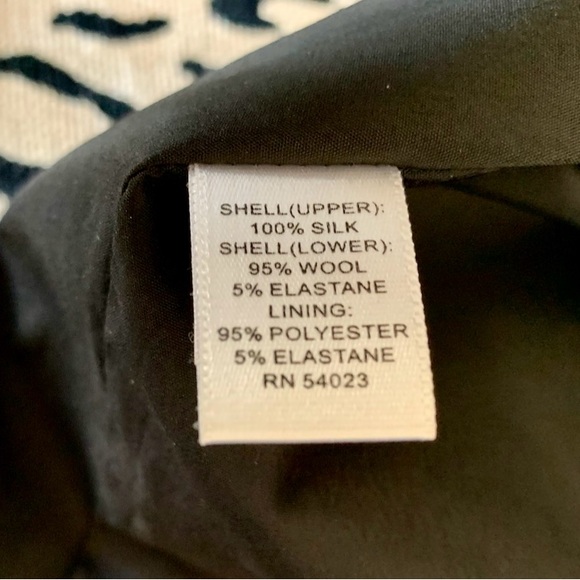 SHELL(UPPER):
100% SILK
SHELL(LOWER):
95% WOOL
5% ELASTANE
LINING:
95% POLYESTER
5% ELASTANE
RN 54023